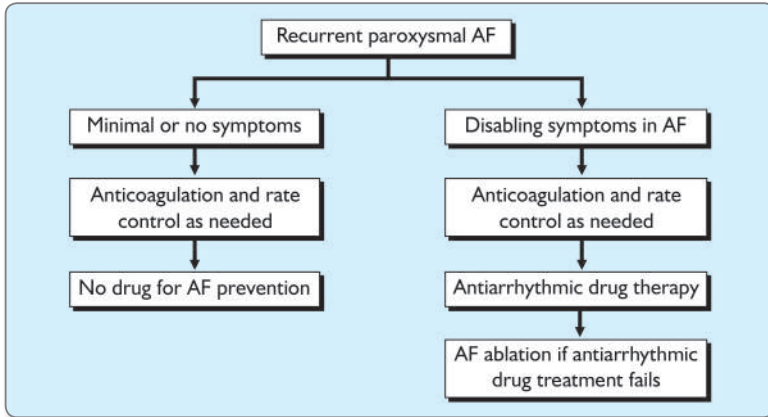 Recurrent paroxysmal AF
Minimal or no symptoms
Disabling symptoms in AF
Anticoagulation and rate
control as needed
Anticoagulation and rate
control as needed
No drug for AF prevention
Antiarrhythmic drug therapy
AF ablation if antiarrhythmic
drug treatment fails